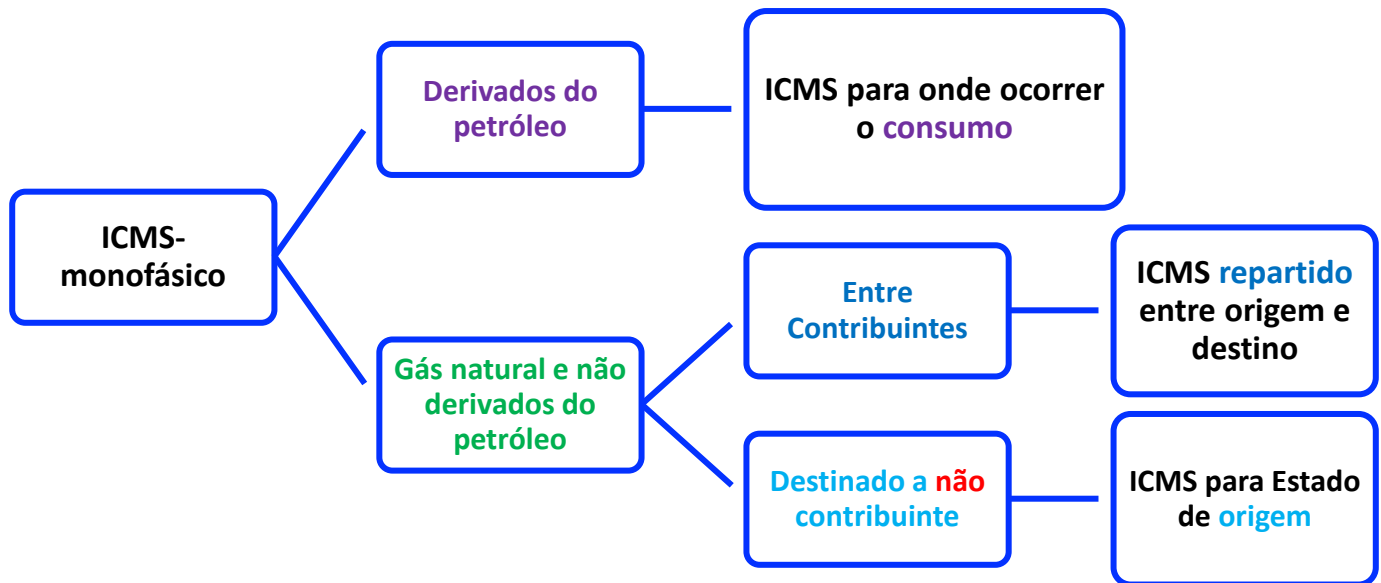 ICMS-
monofásico
Derivados do
petróleo
ICMS para onde ocorrer
o consumo
Gás natural e não
derivados do
petróleo
Entre
Contribuintes
ICMS repartido
entre origem e
destino
Destinado a não
contribuinte
ICMS para Estado
de origem